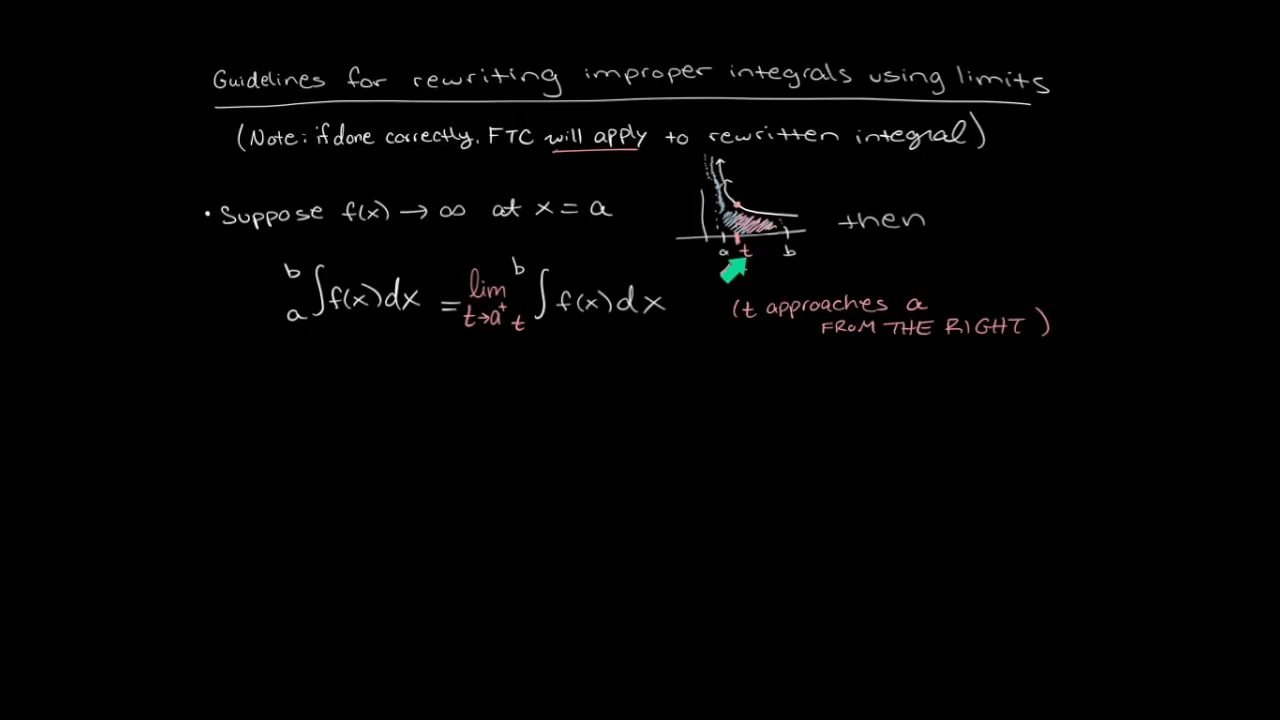 Guidelines for rewriting improper integrals using limits
(Note: if done correctly, FTC will apply to rewritten integral)
• Suppose f(x) → ∞ at x = a
a t b
then
b ∫ a f(x)dx = lim t→a⁺ b ∫ t f(x)dx
(t approaches a
FROM THE RIGHT)